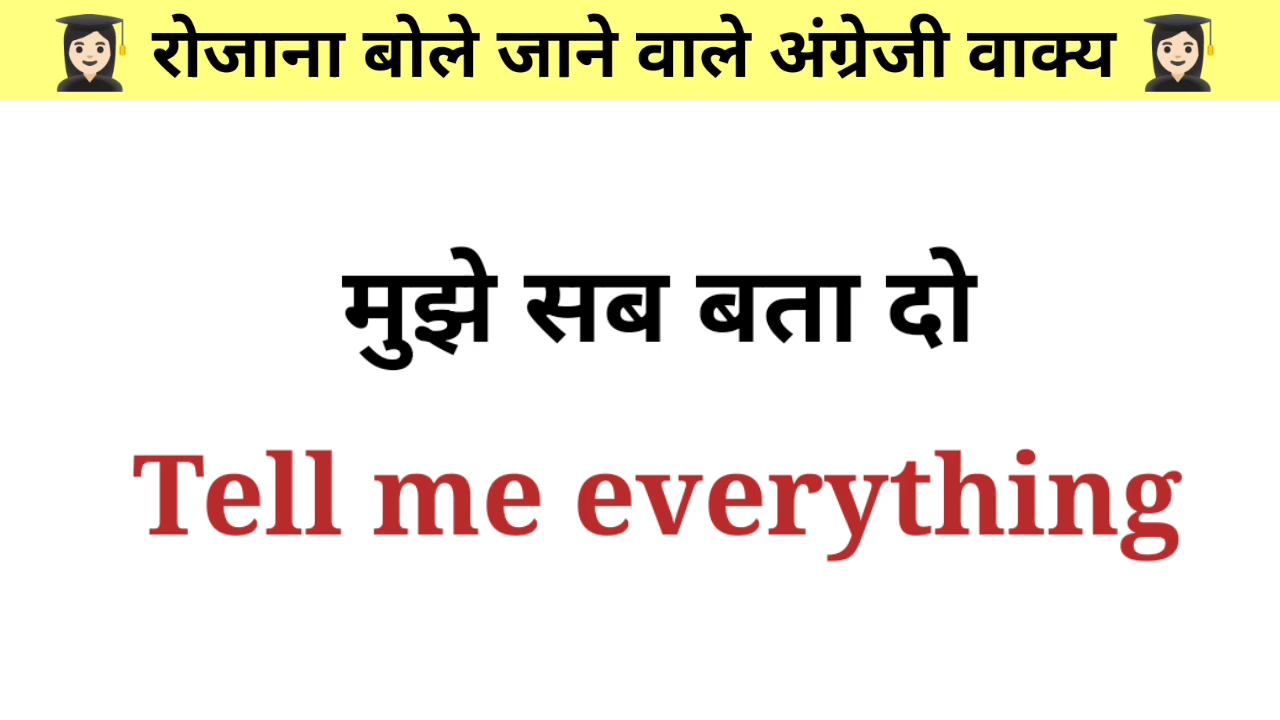 रोजाना बोले जाने वाले अंग्रेजी वाक्य
मुझे सब बता दो
Tell me everything